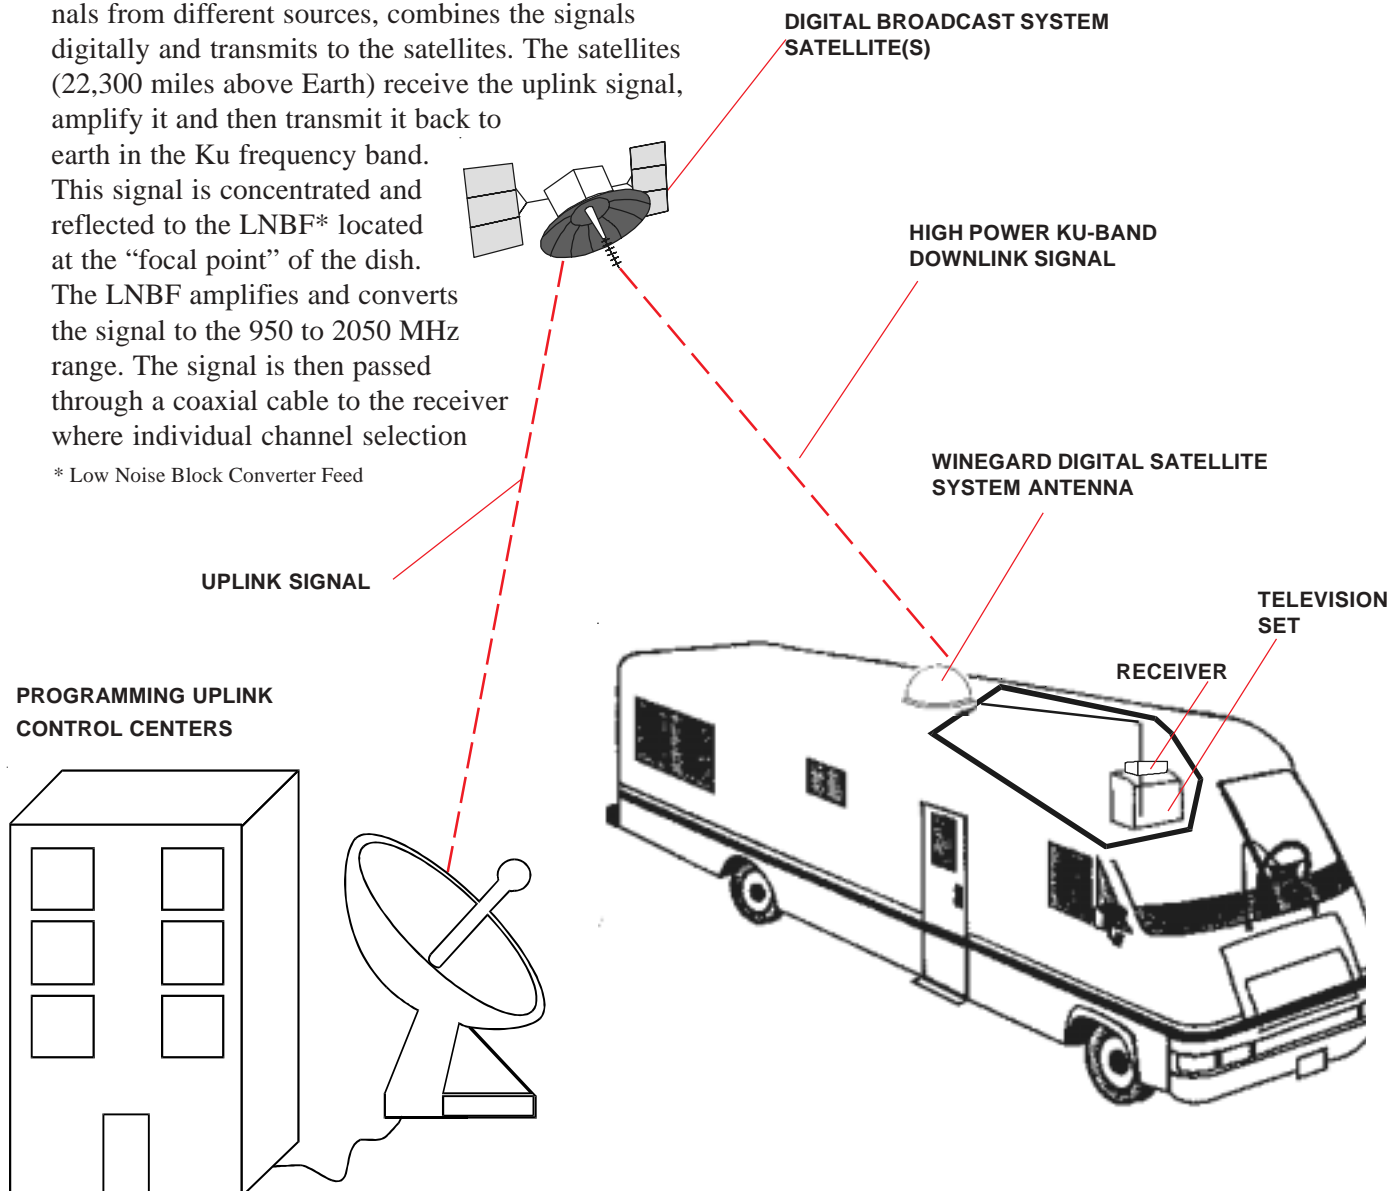 nals from different sources, combines the signals
digitally and transmits to the satellites. The satellites
(22,300 miles above Earth) receive the uplink signal,
amplify it and then transmit it back to
earth in the Ku frequency band.
This signal is concentrated and
reflected to the LNBF* located
at the “focal point” of the dish.
The LNBF amplifies and converts
the signal to the 950 to 2050 MHz
range. The signal is then passed
through a coaxial cable to the receiver
where individual channel selection
* Low Noise Block Converter Feed
DIGITAL BROADCAST SYSTEM
SATELLITE(S)
HIGH POWER KU-BAND
DOWNLINK SIGNAL
WINEGARD DIGITAL SATELLITE
SYSTEM ANTENNA
UPLINK SIGNAL
TELEVISION
SET
RECEIVER
PROGRAMMING UPLINK
CONTROL CENTERS